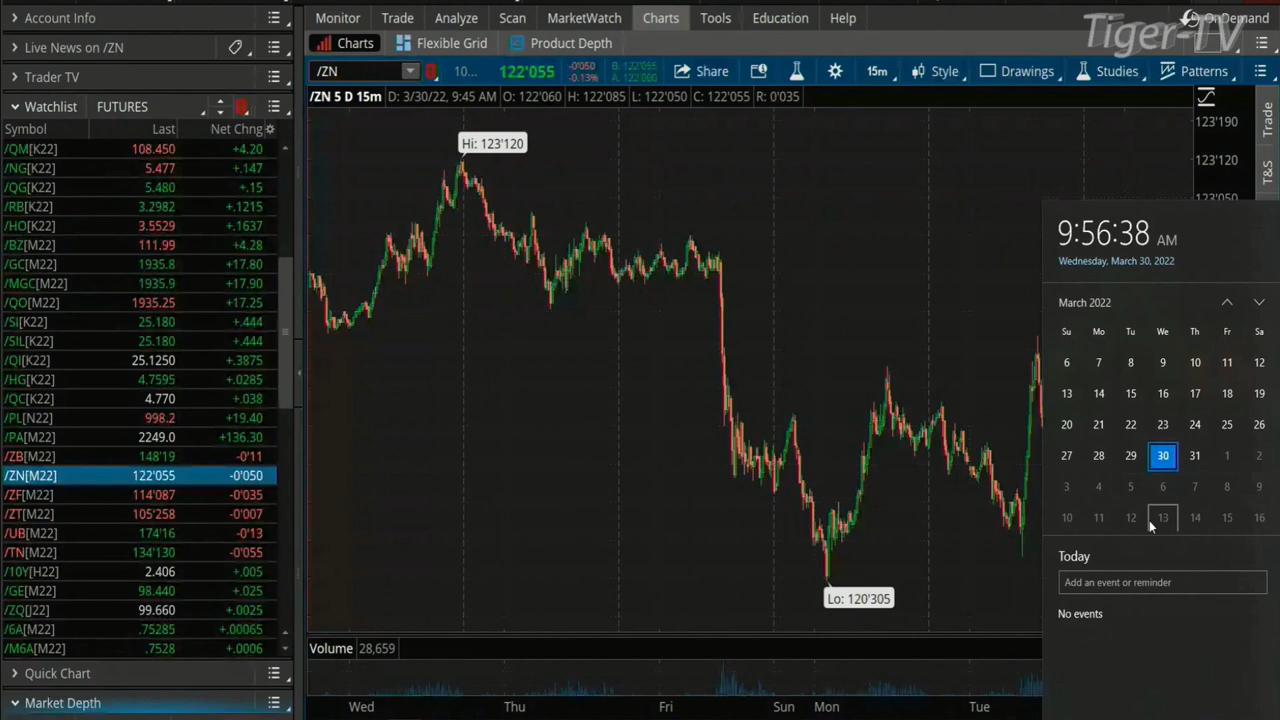 Account Info
Monitor Trade Analyze Scan MarketWatch Charts Tools Education Help
OnDemand
Tiger-TV
Live News on /ZN
Charts Flexible Grid Product Depth
Trader TV
/ZN 10... 122'055 -0'050 -0.13% B: 122'055 A: 122'060 Share 15m Style Drawings Studies Patterns
Watchlist FUTURES
/ZN 5 D 15m D: 3/30/22, 9:45 AM O: 122'060 H: 122'085 L: 122'050 C: 122'055 R: 0'035
Symbol Last Net Chng
/QM[K22] 108.450 +4.20
/NG[K22] 5.477 +.147
/QG[K22] 5.480 +.15
/RB[K22] 3.2982 +.1215
/HO[K22] 3.5529 +.1637
/BZ[M22] 111.99 +4.28
/GC[M22] 1935.8 +17.80
/MGC[M22] 1935.9 +17.90
/QO[M22] 1935.25 +17.25
/SI[K22] 25.180 +.444
/SIL[K22] 25.180 +.444
/QI[K22] 25.1250 +.3875
/HG[K22] 4.7595 +.0285
/QC[K22] 4.770 +.038
/PL[N22] 998.2 +19.40
/PA[M22] 2249.0 +136.30
/ZB[M22] 148'19 -0'11
/ZN[M22] 122'055 -0'050
/ZF[M22] 114'087 -0'035
/ZT[M22] 105'258 -0'007
/UB[M22] 174'16 -0'13
/TN[M22] 134'130 -0'055
/10Y[H22] 2.406 +.005
/GE[M22] 98.440 +.025
/ZQ[J22] 99.660 +.0025
/6A[M22] .75285 +.00065
/M6A[M22] .7528 +.0006
Quick Chart
Market Depth
Hi: 123'120
Lo: 120'305
123'190
123'120
123'050
Trade
T&S
Volume 28,659
Wed Thu Fri Sun Mon Tue
9:56:38 AM
Wednesday, March 30, 2022
March 2022
Su Mo Tu We Th Fr Sa
6 7 8 9 10 11 12
13 14 15 16 17 18 19
20 21 22 23 24 25 26
27 28 29 30 31 1 2
3 4 5 6 7 8 9
10 11 12 13 14 15 16
Today
Add an event or reminder
No events